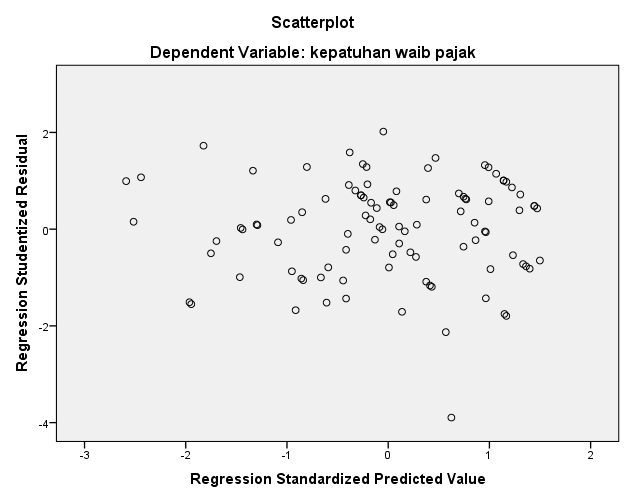 Scatterplot
Dependent Variable: kepatuhan waib pajak
Regression Studentized Residual
2
0
-2
-4
-3
-2
-1
0
1
2
Regression Standardized Predicted Value